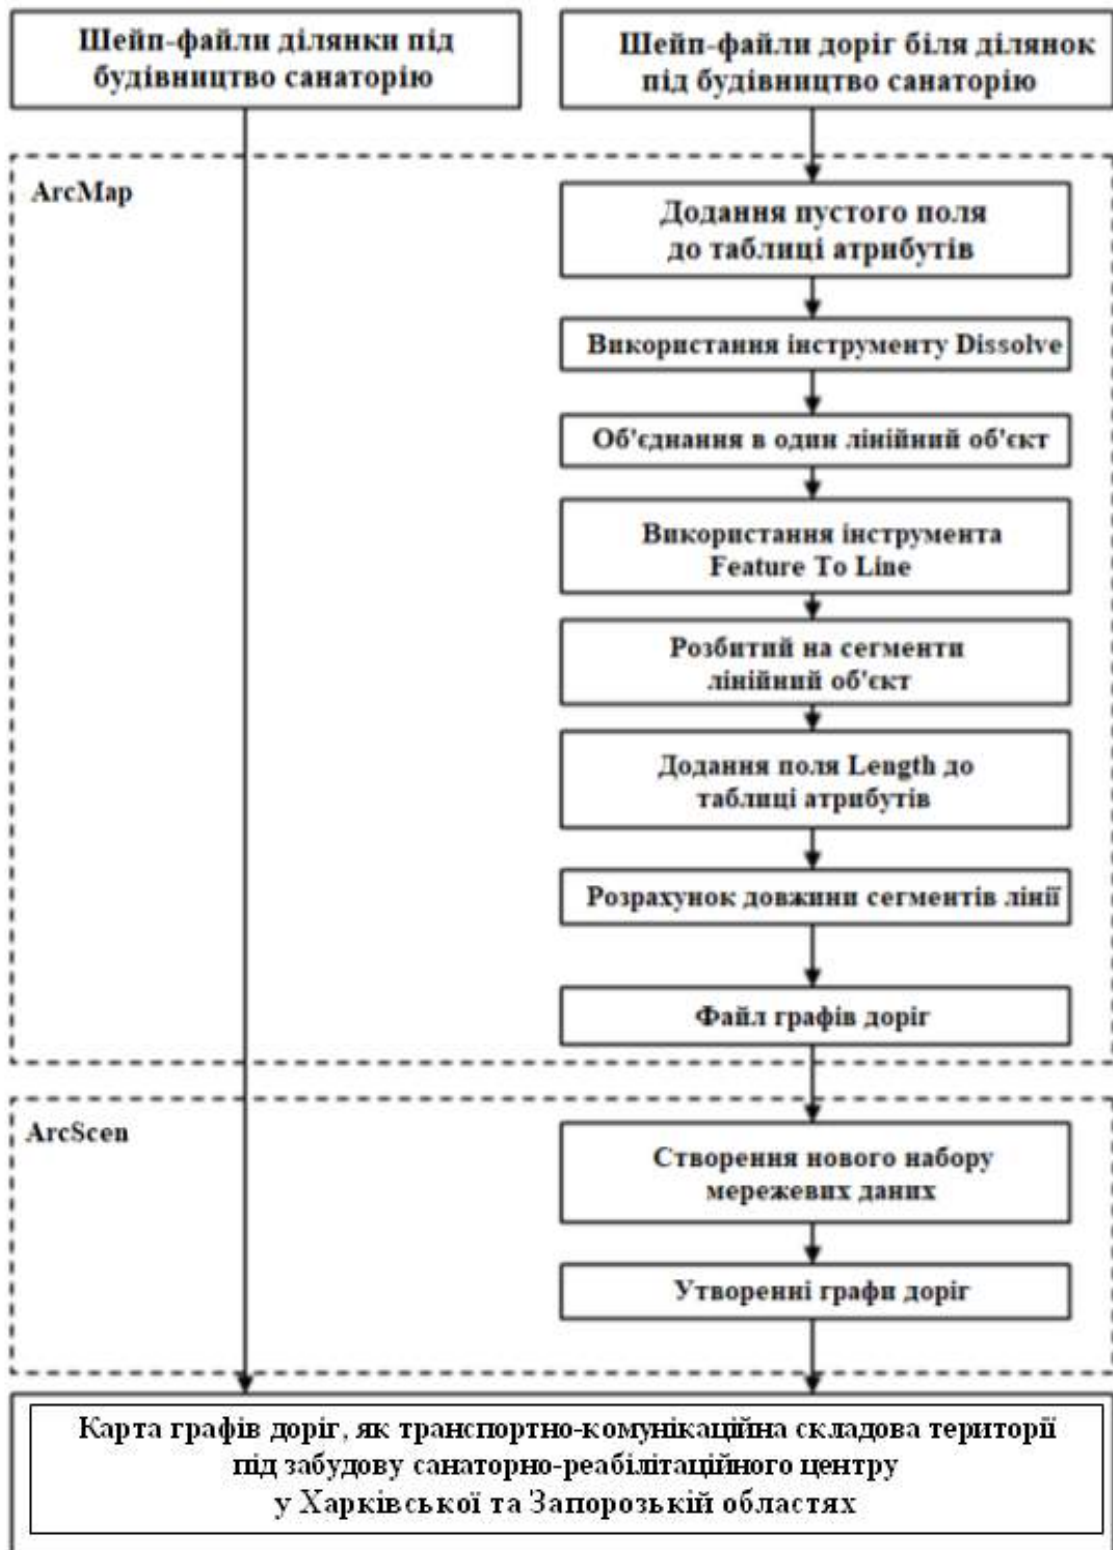 Шейп-файли ділянки під
будівництво санаторію
Шейп-файли доріг біля ділянок
під будівництво санаторію
ArcMap
Додання пустого поля
до таблиці атрибутів
Використання інструменту Dissolve
Об'єднання в один лінійний об'єкт
Використання інструмента
Feature To Line
Розбитий на сегменти
лінійний об'єкт
Додання поля Length до
таблиці атрибутів
Розрахунок довжини сегментів лінії
Файл графів доріг
ArcScen
Створення нового набору
мережевих даних
Утворенні графи доріг
Карта графів доріг, як транспортно-комунікаційна складова території
під забудову санаторно-реабілітаційного центру
у Харківської та Запорозькій областях